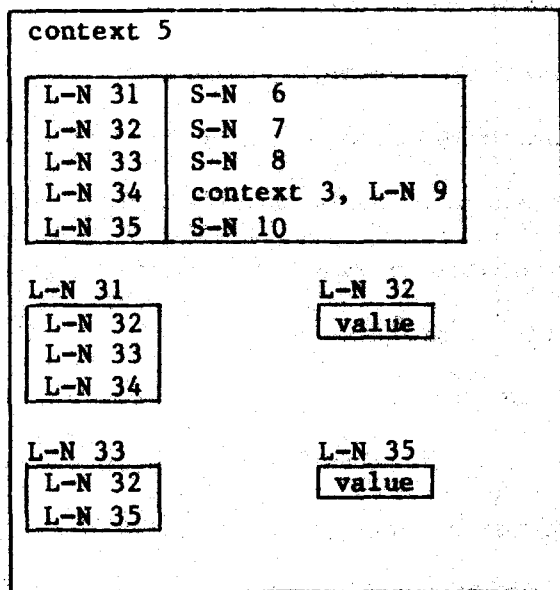 context 5
L-N 31 S-N 6
L-N 32 S-N 7
L-N 33 S-N 8
L-N 34 context 3, L-N 9
L-N 35 S-N 10
L-N 31 L-N 32
L-N 32 value
L-N 33
L-N 34
L-N 33 L-N 35
L-N 32 value
L-N 35